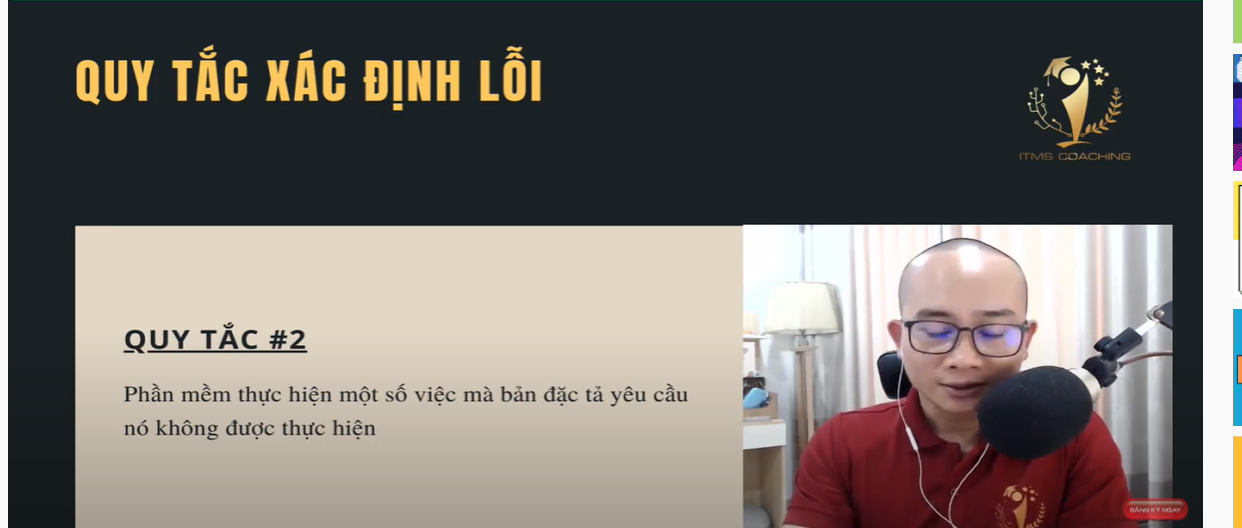 QUY TẮC XÁC ĐỊNH LỖI
ITMS COACHING
QUY TẮC #2
Phần mềm thực hiện một số việc mà bản đặc tả yêu cầu
nó không được thực hiện
ĐĂNG KÝ NGAY